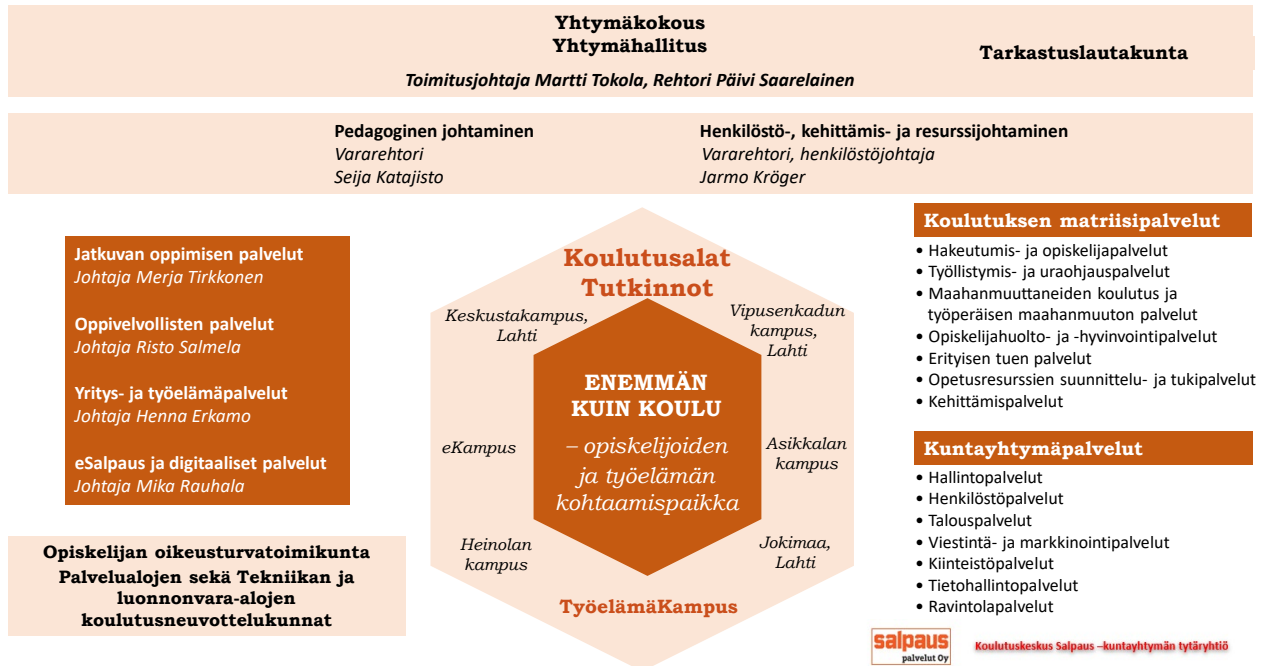 Yhtymäkokous
Yhtymähallitus
Tarkastuslautakunta
Toimitusjohtaja Martti Tokola, Rehtori Päivi Saarelainen
Pedagoginen johtaminen
Vararehtori
Seija Katajisto
Henkilöstö-, kehittämis- ja resurssijohtaminen
Vararehtori, henkilöstöjohtaja
Jarmo Kröger
Jatkuvan oppimisen palvelut
Johtaja Merja Tirkkonen
Oppivelvollisten palvelut
Johtaja Risto Salmela
Yritys- ja työelämäpalvelut
Johtaja Henna Erkamo
eSalpaus ja digitaaliset palvelut
Johtaja Mika Rauhala
Opiskelijan oikeusturvatoimikunta
Palvelualojen sekä Tekniikan ja
luonnonvara-alojen
koulutusneuvottelukunnat
Koulutusalat
Tutkinnot
Keskustakampus,
Lahti
Vipusenkadun
kampus,
Lahti
ENEMMÄN
KUIN KOULU
– opiskelijoiden
ja työelämän
kohtaamispaikka
eKampus
Asikkalan
kampus
Heinolan
kampus
Jokimaa,
Lahti
TyöelämäKampus
Koulutuksen matriisipalvelut
• Hakeutumis- ja opiskelijapalvelut
• Työllistymis- ja uraohjauspalvelut
• Maahanmuuttaneiden koulutus ja
työperäisen maahanmuuton palvelut
• Opiskelijahuolto- ja -hyvinvointipalvelut
• Erityisen tuen palvelut
• Opetusresurssien suunnittelu- ja tukipalvelut
• Kehittämispalvelut
Kuntayhtymäpalvelut
• Hallintopalvelut
• Henkilöstöpalvelut
• Talouspalvelut
• Viestintä- ja markkinointipalvelut
• Kiinteistöpalvelut
• Tietohallintopalvelut
• Ravintolapalvelut
salpaus
palvelut Oy
Koulutuskeskus Salpaus –kuntayhtymän tytäryhtiö